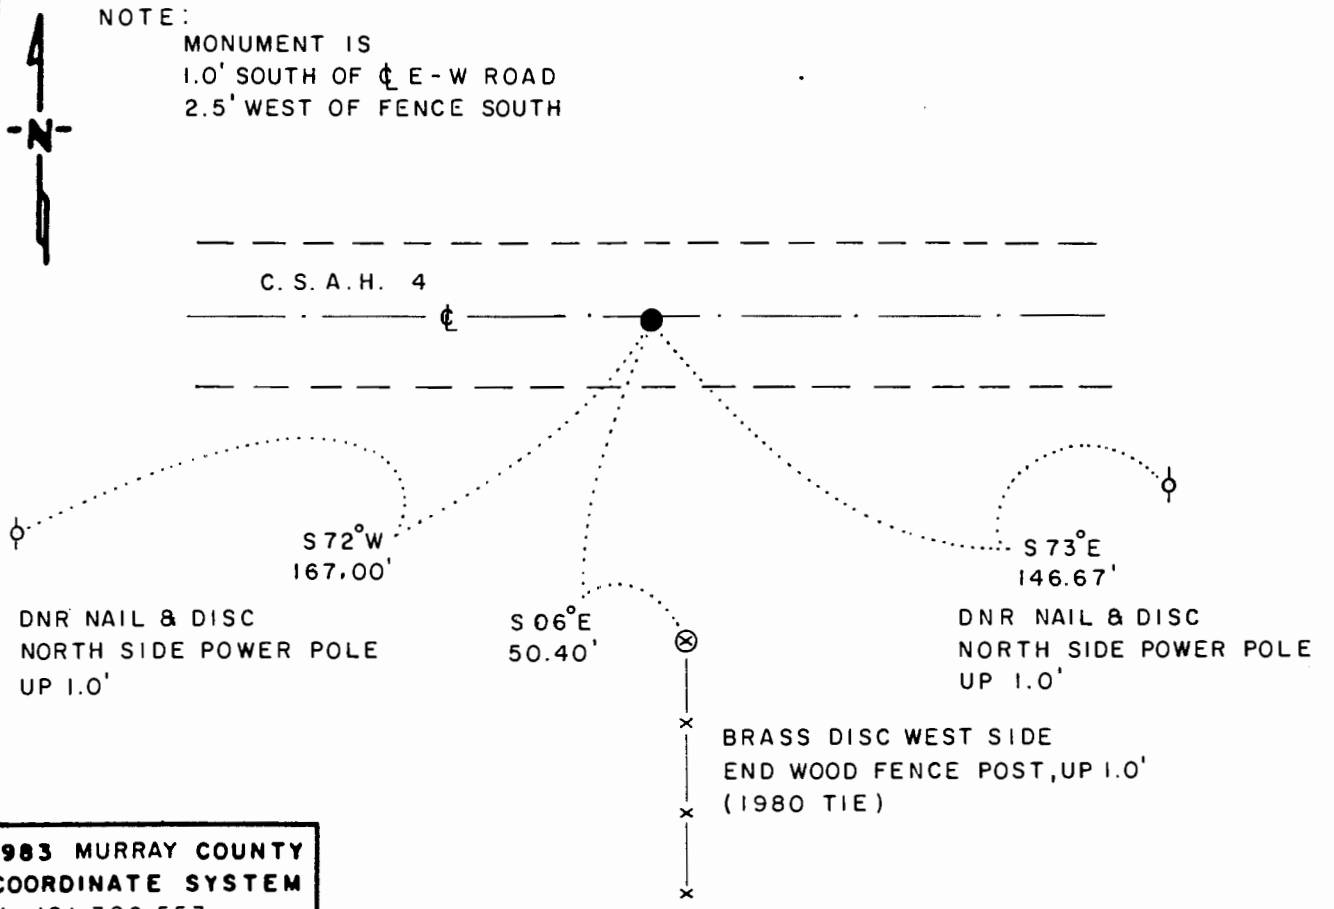 NOTE:
MONUMENT IS
1.0' SOUTH OF ℄ E-W ROAD
2.5' WEST OF FENCE SOUTH
-N-
C.S.A.H. 4
℄
S 72°W
167.00'
S 06°E
50.40'
S 73°E
146.67'
DNR NAIL & DISC
NORTH SIDE POWER POLE
UP 1.0'
DNR NAIL & DISC
NORTH SIDE POWER POLE
UP 1.0'
BRASS DISC WEST SIDE
END WOOD FENCE POST, UP 1.0'
(1980 TIE)
983 MURRAY COUNTY
COORDINATE SYSTEM